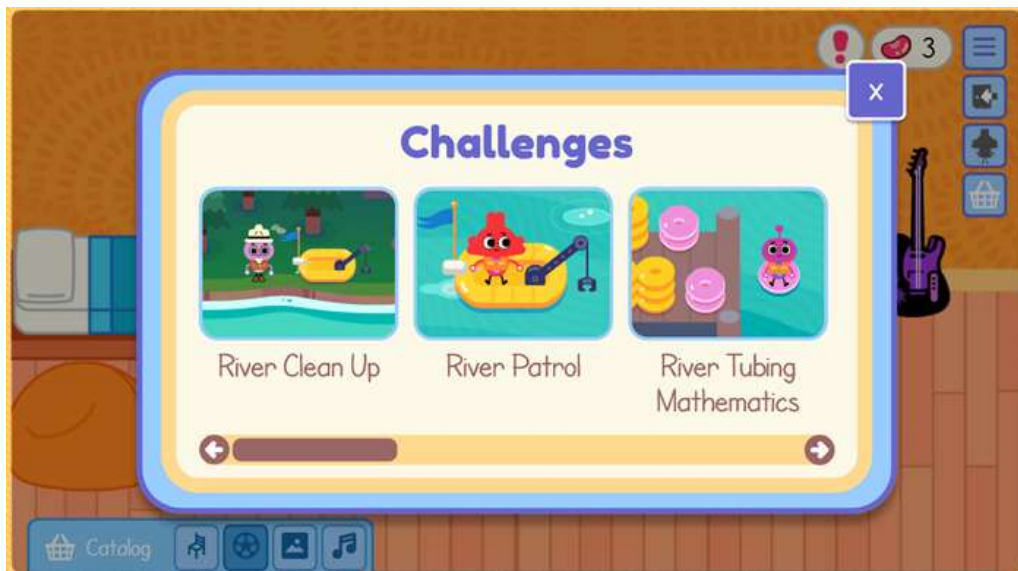 3
x
Challenges
River Clean Up
River Patrol
River Tubing
Mathematics
Catalog